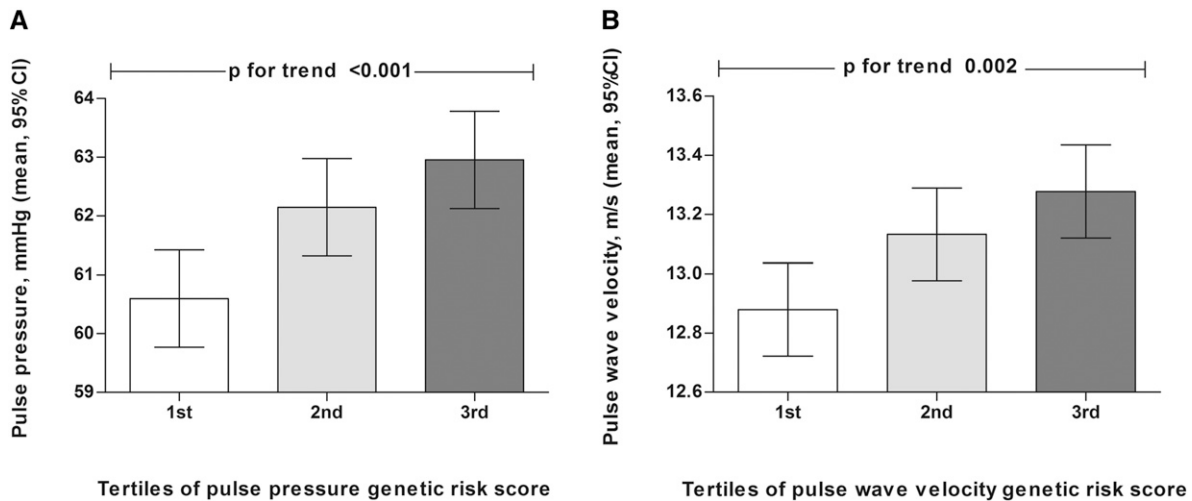 A
Pulse pressure, mmHg (mean, 95% CI)
p for trend <0.001
64
63
62
61
60
59
1st 2nd 3rd
Tertiles of pulse pressure genetic risk score
B
Pulse wave velocity, m/s (mean, 95%CI)
p for trend 0.002
13.6
13.4
13.2
13.0
12.8
12.6
1st 2nd 3rd
Tertiles of pulse wave velocity genetic risk score